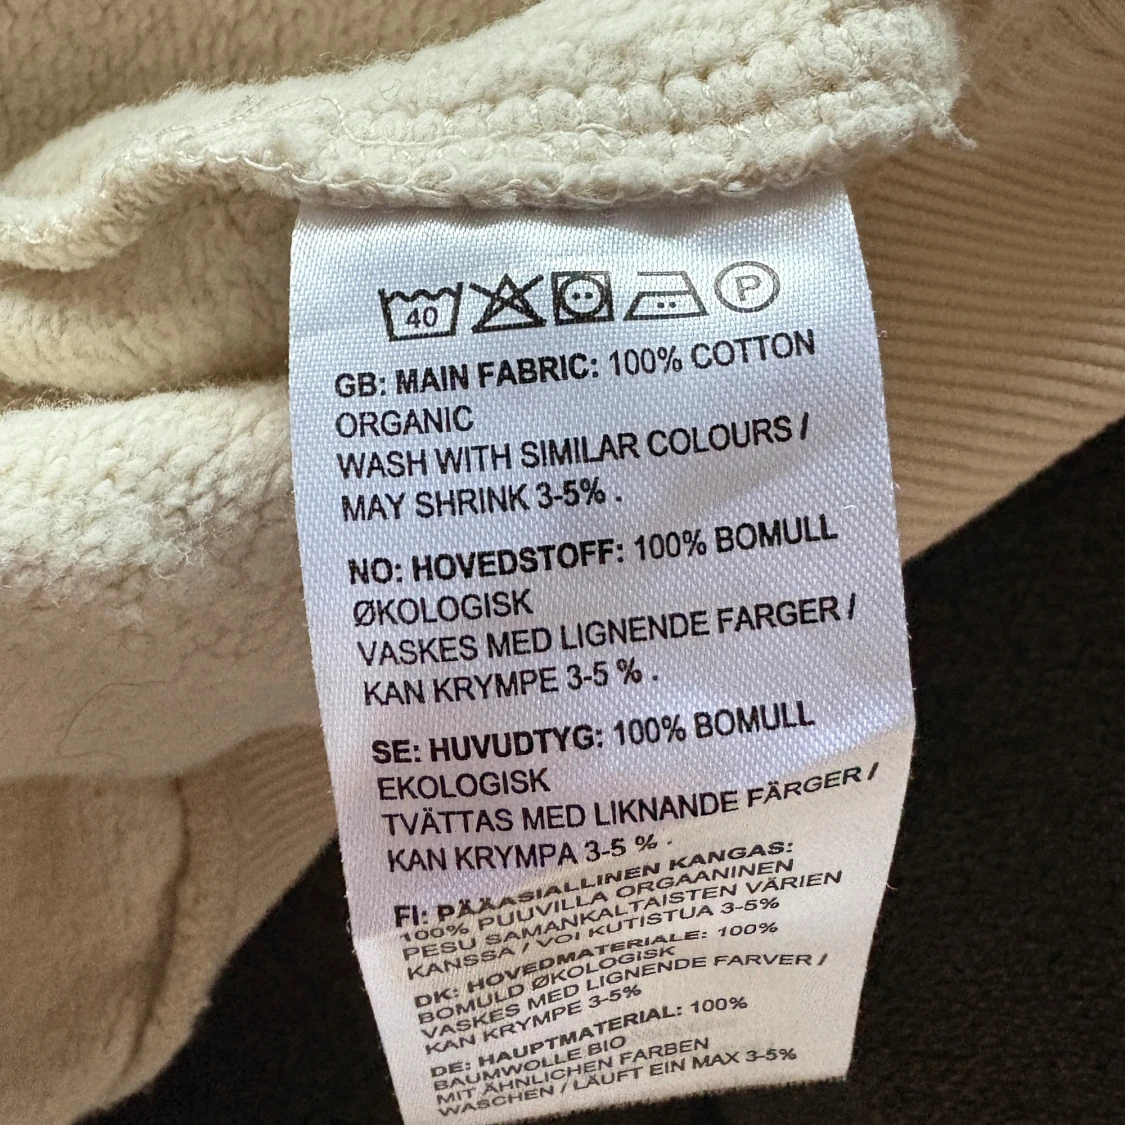 40 P
GB: MAIN FABRIC: 100% COTTON
ORGANIC
WASH WITH SIMILAR COLOURS /
MAY SHRINK 3-5% .
NO: HOVEDSTOFF: 100% BOMULL
ØKOLOGISK
VASKES MED LIGNENDE FARGER /
KAN KRYMPE 3-5 % .
SE: HUVUDTYG: 100% BOMULL
EKOLOGISK
TVÄTTAS MED LIKNANDE FÄRGER /
KAN KRYMPA 3-5 % .
FI: PÄÄASIALLINEN KANGAS:
100% PUUVILLA ORGAANINEN
PESU SAMANKALTAISTEN VÄRIEN
KANSSA / VOI KUTISTUA 3-5%
DK: HOVEDMATERIALE: 100%
BOMULD ØKOLOGISK
VASKES MED LIGNENDE FARVER /
KAN KRYMPE 3-5%
DE: HAUPTMATERIAL: 100%
BAUMWOLLE BIO
MIT ÄHNLICHEN FARBEN
WASCHEN / LÄUFT EIN MAX 3-5%